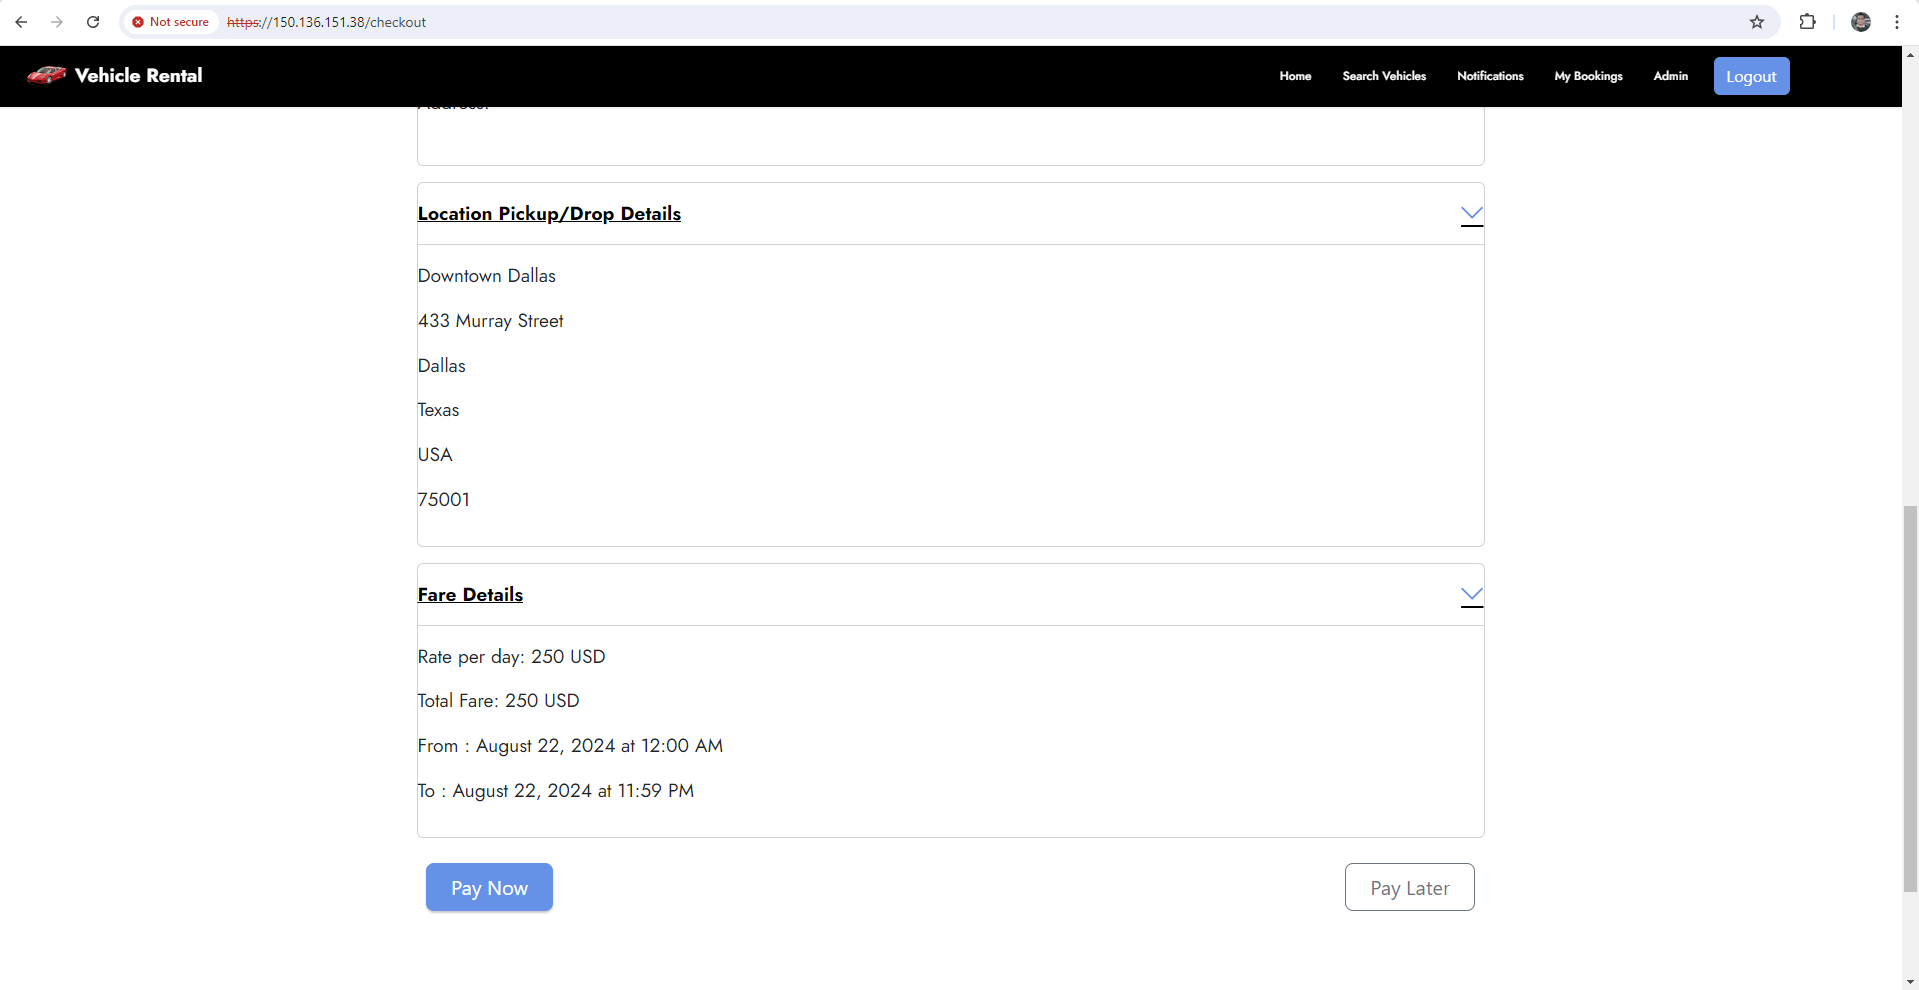 Not secure
https://150.136.151.38/checkout
Vehicle Rental
Home
Search Vehicles
Notifications
My Bookings
Admin
Logout
Address:
Location Pickup/Drop Details
Downtown Dallas
433 Murray Street
Dallas
Texas
USA
75001
Fare Details
Rate per day: 250 USD
Total Fare: 250 USD
From : August 22, 2024 at 12:00 AM
To : August 22, 2024 at 11:59 PM
Pay Now
Pay Later